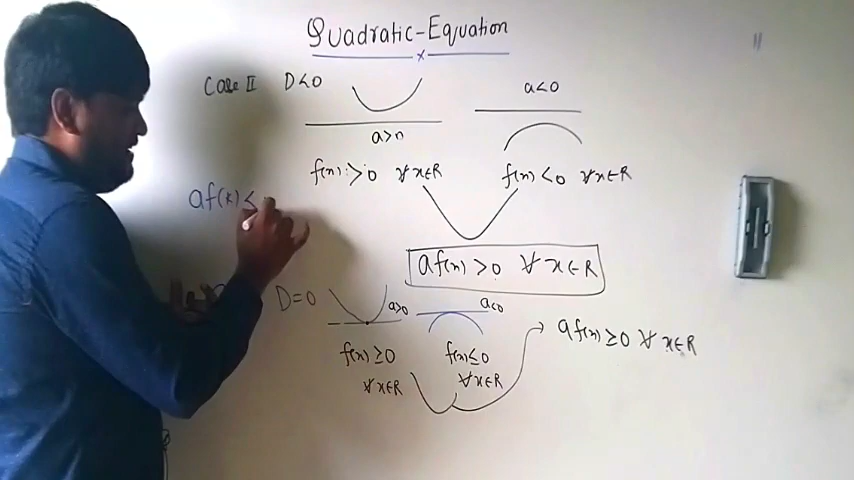 Quadratic-Equation
Case II D<0
a<0
a>0
f(x) > 0 ∀ x∈R
f(x) < 0 ∀ x∈R
af(k) <
af(x) > 0 ∀ x∈R
D=0
a>0
a<0
f(x) ≥ 0
∀ x∈R
f(x) ≤ 0
∀ x∈R
af(x) ≥ 0 ∀ x∈R